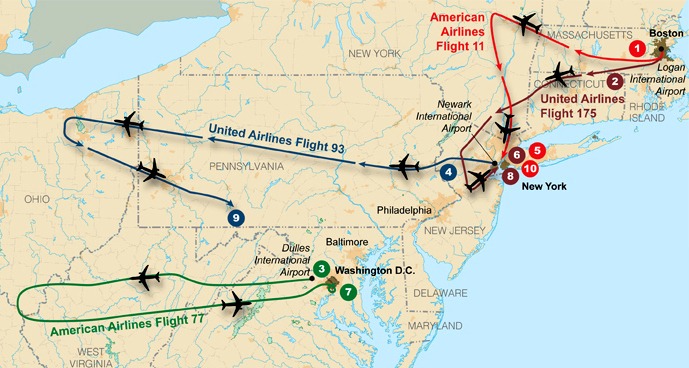 American
Airlines
Flight 11
MASSACHUSETTS
Boston
1
NEW YORK
Logan
International
Airport
2
CONNECTICUT
RHODE
ISLAND
United Airlines
Flight 175
Newark
International
Airport
United Airlines Flight 93
PENNSYLVANIA
4
6
5
8
10
New York
OHIO
9
Philadelphia
NEW JERSEY
Dulles
International
Airport
Baltimore
3
Washington D.C.
7
American Airlines Flight 77
DELAWARE
MARYLAND
WEST
VIRGINIA